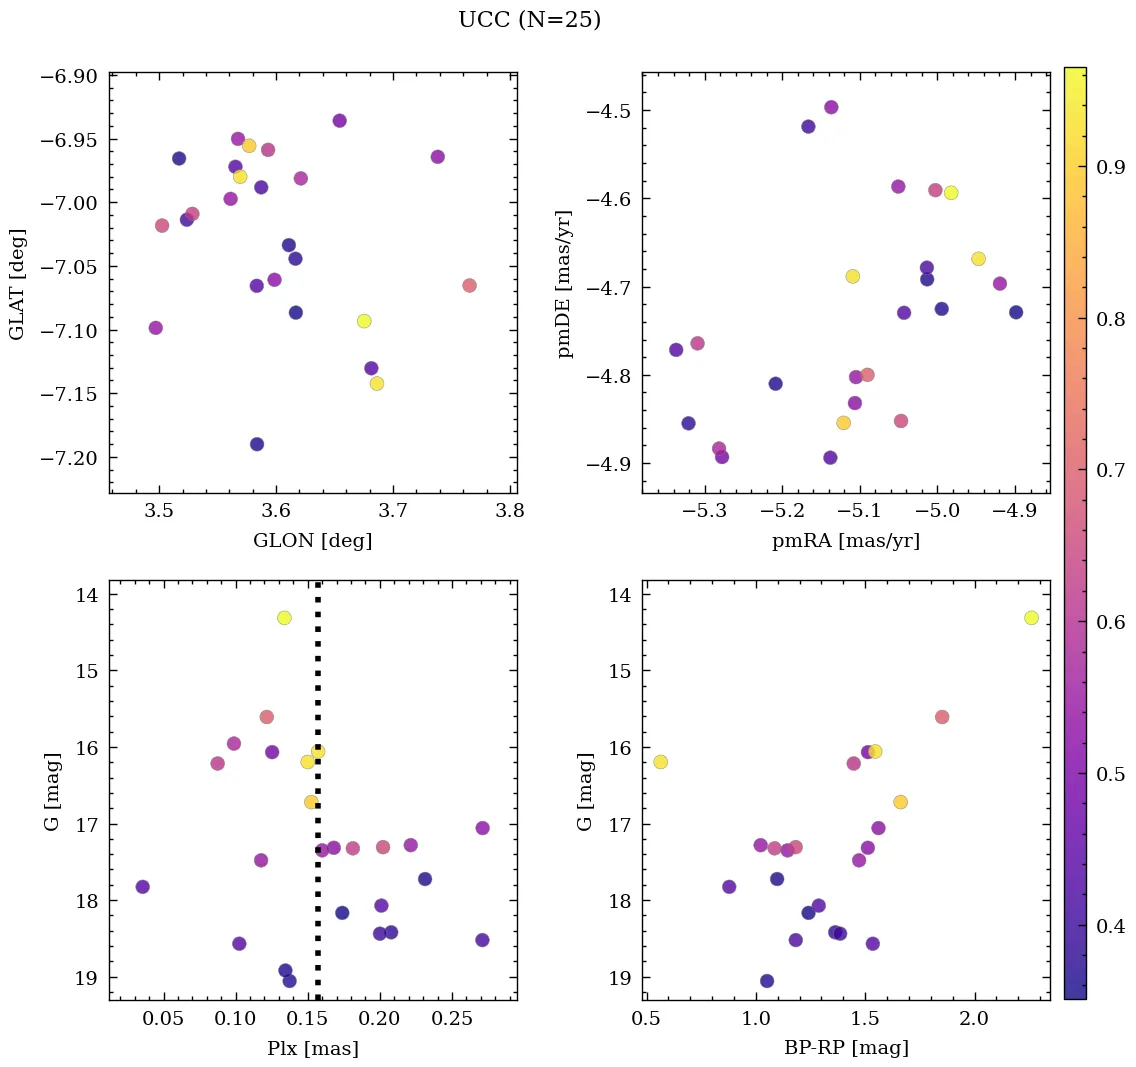 UCC (N=25)
−6.90
−6.95
−7.00
−7.05
−7.10
−7.15
−7.20
GLAT [deg]
3.5 3.6 3.7 3.8
GLON [deg]
−4.5
−4.6
−4.7
−4.8
−4.9
pmDE [mas/yr]
−5.3 −5.2 −5.1 −5.0 −4.9
pmRA [mas/yr]
14
15
16
17
18
19
G [mag]
0.05 0.10 0.15 0.20 0.25
Plx [mas]
14
15
16
17
18
19
G [mag]
0.5 1.0 1.5 2.0
BP-RP [mag]
0.9
0.8
0.7
0.6
0.5
0.4